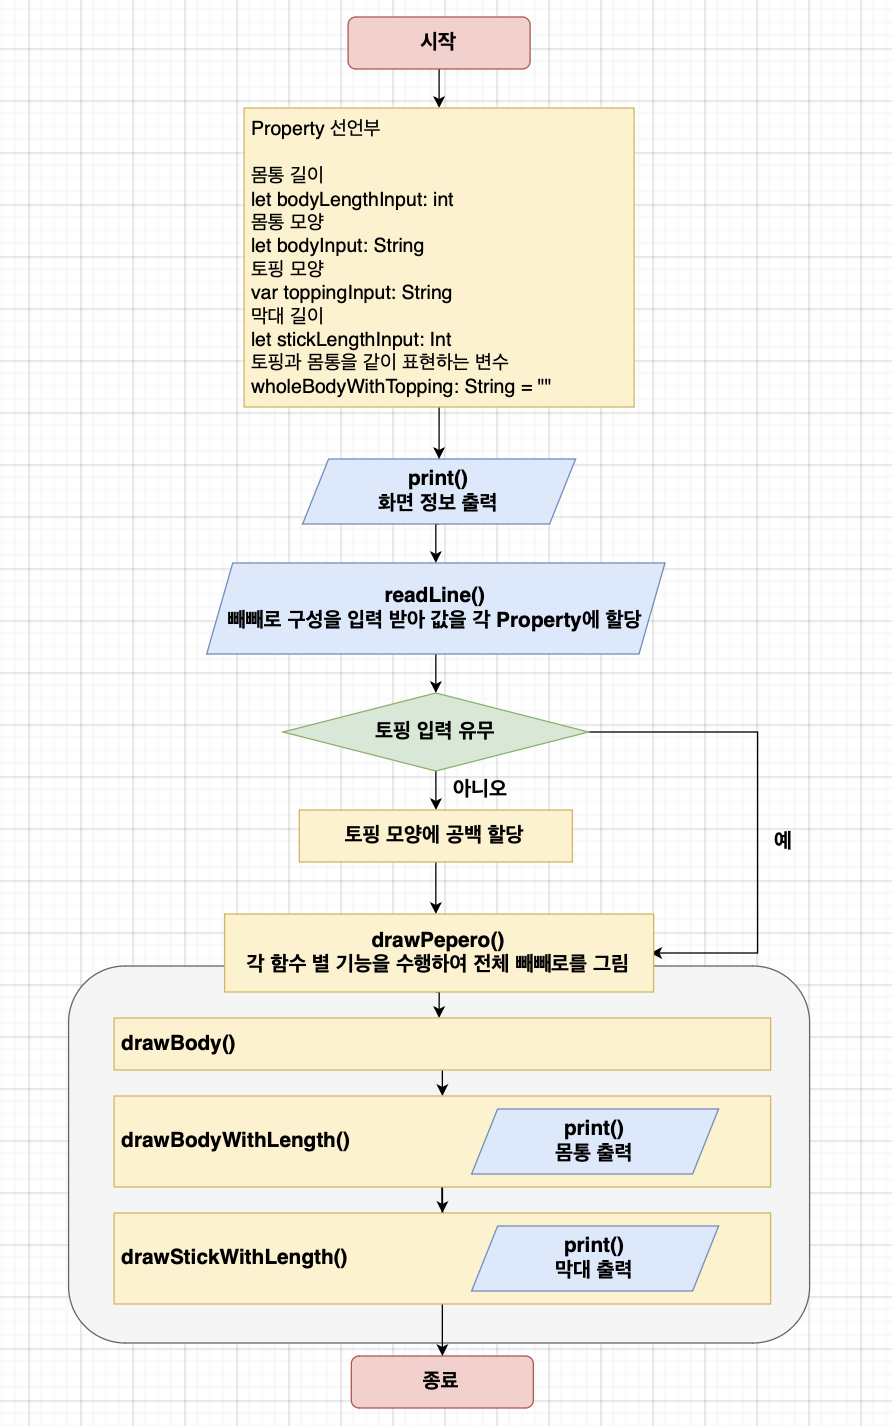 시작
Property 선언부
몸통 길이
let bodyLengthInput: int
몸통 모양
let bodyInput: String
토핑 모양
var toppingInput: String
막대 길이
let stickLengthInput: Int
토핑과 몸통을 같이 표현하는 변수
wholeBodyWithTopping: String = ""
print()
화면 정보 출력
readLine()
빼빼로 구성을 입력 받아 값을 각 Property에 할당
토핑 입력 유무
아니오
토핑 모양에 공백 할당
예
drawPepero()
각 함수 별 기능을 수행하여 전체 빼빼로를 그림
drawBody()
drawBodyWithLength()
print()
몸통 출력
drawStickWithLength()
print()
막대 출력
종료